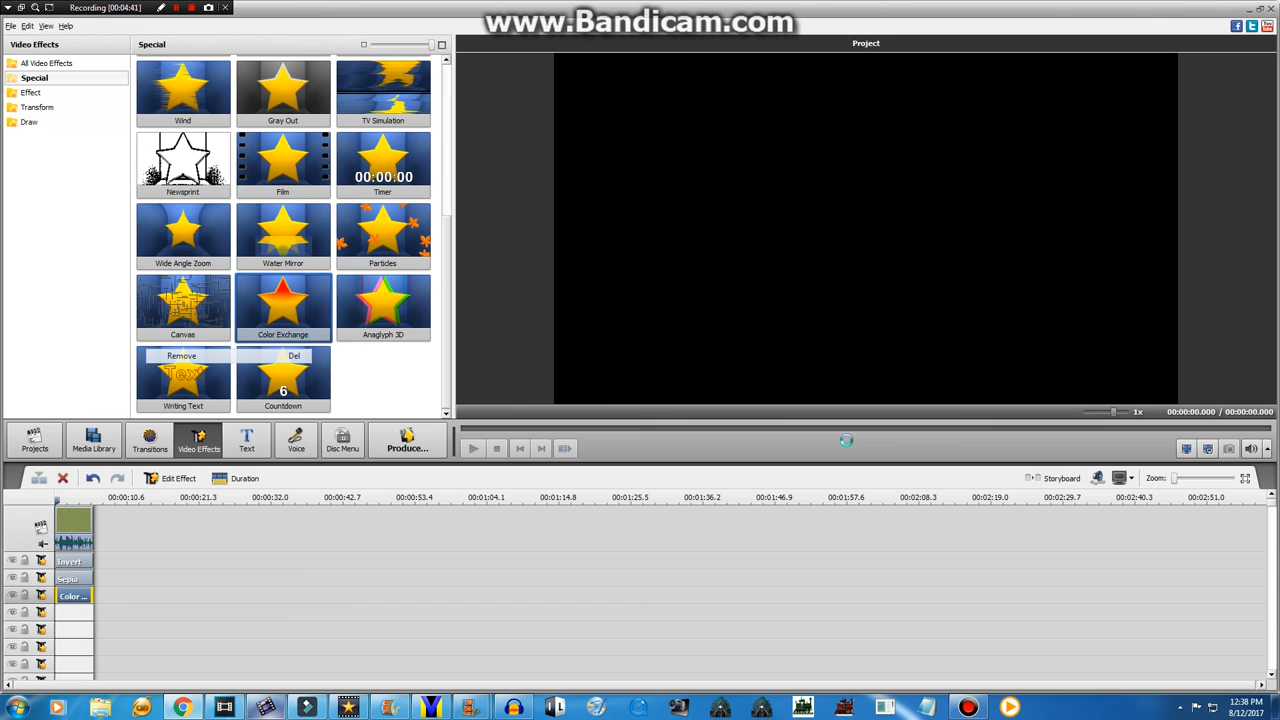 Recording [00:04:41]
www.Bandicam.com
File Edit View Help
Video Effects
Special
Project
All Video Effects
Special
Effect
Transform
Draw
Wind
Gray Out
TV Simulation
Newsprint
Film
00:00:00
Timer
Wide Angle Zoom
Water Mirror
Particles
Canvas
Color Exchange
Anaglyph 3D
Remove Del
Text
6
Writing Text
Countdown
1x 00:00:00.000 / 00:00:00.000
Projects
Media Library
Transitions
Video Effects
Text
Voice
Disc Menu
Produce...
Edit Effect
Duration
Storyboard
Zoom:
00:00:10.6 00:00:21.3 00:00:32.0 00:00:42.7 00:00:53.4 00:01:04.1 00:01:14.8 00:01:25.5 00:01:36.2 00:01:46.9 00:01:57.6 00:02:08.3 00:02:19.0 00:02:29.7 00:02:40.3 00:02:51.0
Invert
Sepia
Color ...
12:38 PM
8/12/2017